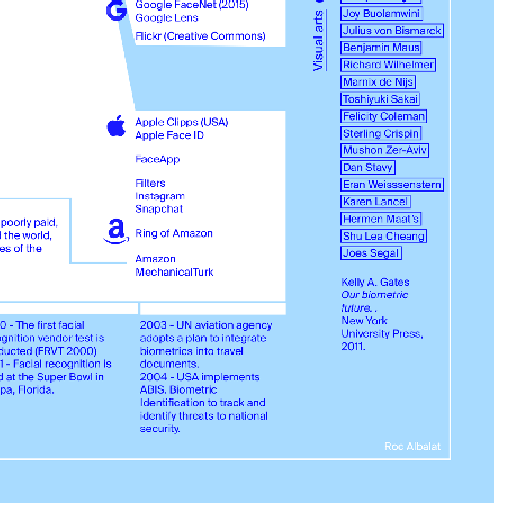 Google FaceNet (2015)
Google Lens
Flickr (Creative Commons)
Apple Clipps (USA)
Apple Face ID
FaceApp
Filters
Instagram
Snapchat
Ring of Amazon
Amazon
MechanicalTurk
poorly paid,
the world,
es of the
0 - The first facial
gnition vendor test is
ducted (FRVT 2000)
1 - Facial recognition is
d at the Super Bowl in
pa, Florida.
2003 - UN aviation agency
adopts a plan to integrate
biometrics into travel
documents.
2004 - USA implements
ABIS. Biometric
Identification to track and
identify threats to national
security.
Visual arts
Joy Buolamwini
Julius von Bismarck
Benjamin Maus
Richard Wilhelmer
Marnix de Nijs
Toshiyuki Sakai
Felicity Coleman
Sterling Crispin
Mushon Zer-Aviv
Dan Stavy
Eran Weisssenstern
Karen Lancel
Hermen Maat's
Shu Lea Cheang
Joes Segal
Kelly A. Gates
Our biometric
future. .
New York
University Press,
2011.
Roc Albalat